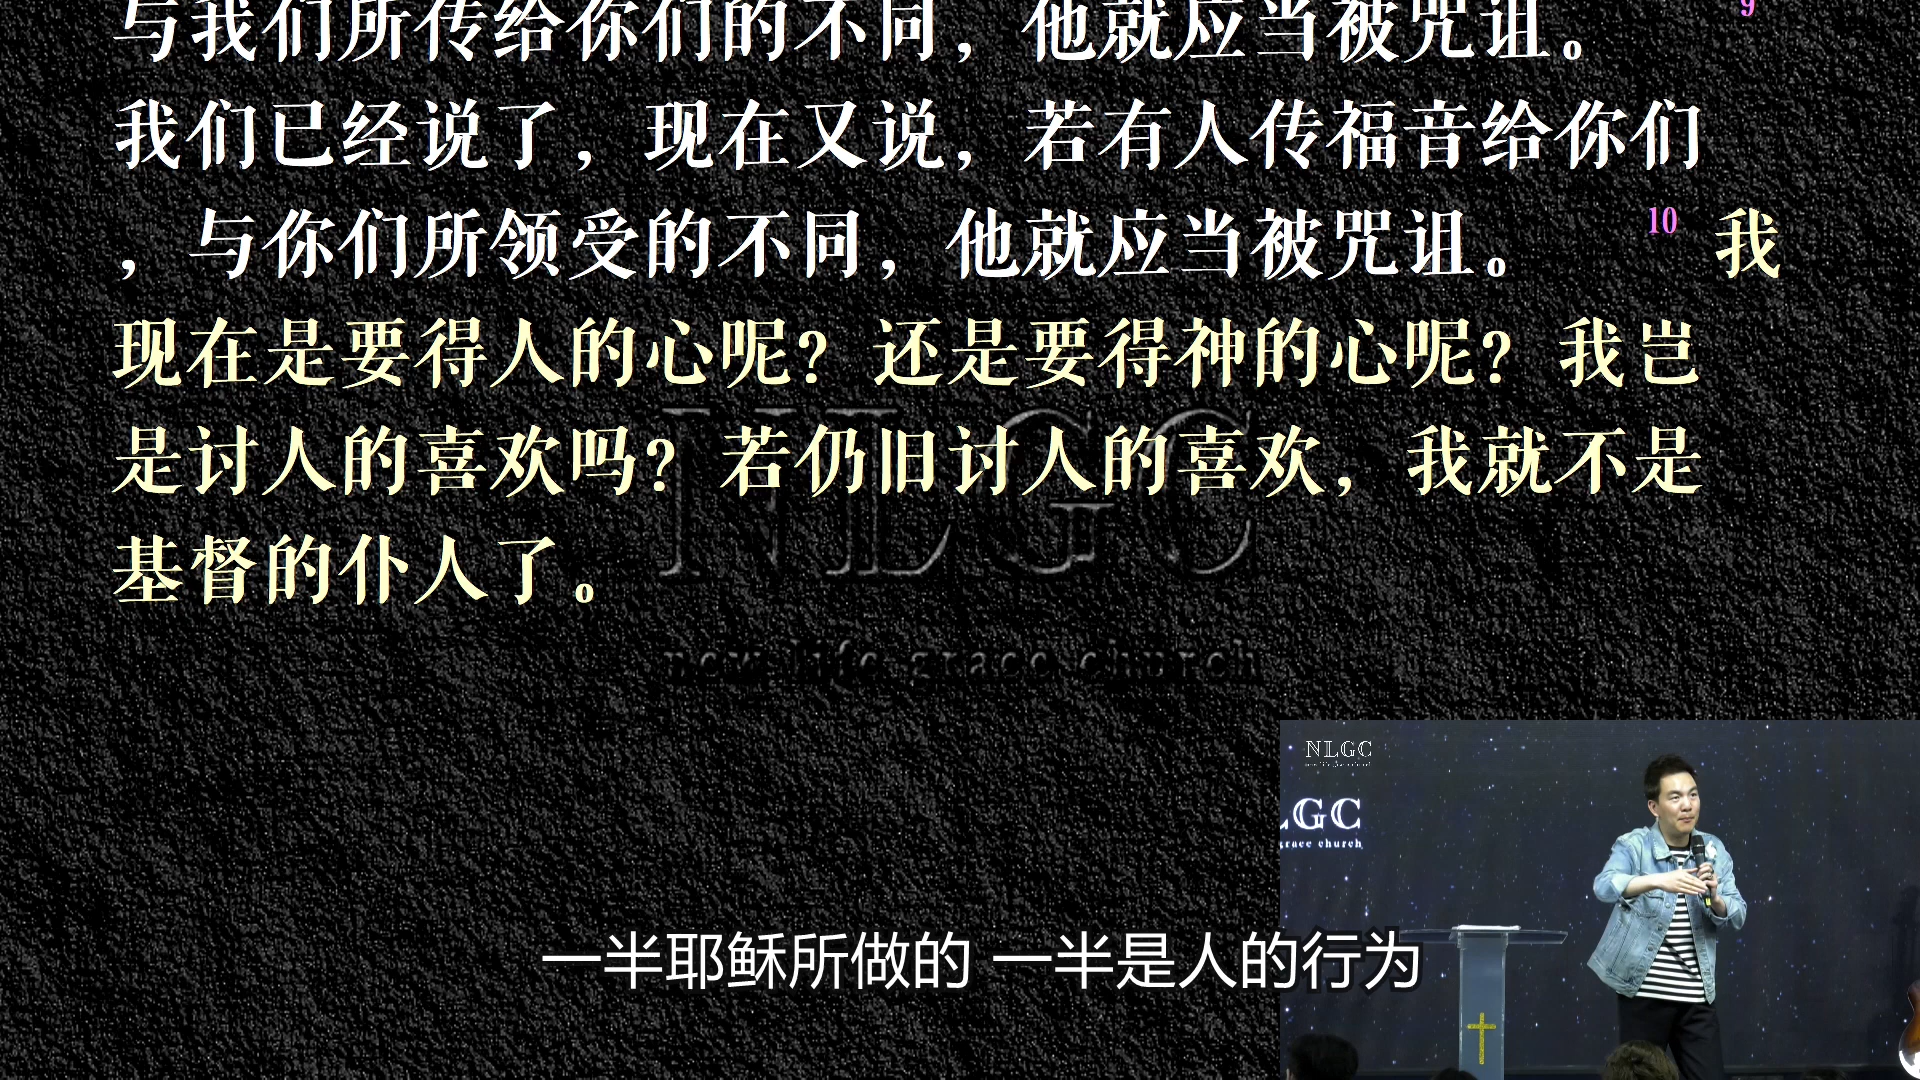 与我们所传给你们的不同，他就应当被咒诅。 9
我们已经说了，现在又说，若有人传福音给你们
，与你们所领受的不同，他就应当被咒诅。 10 我
现在是要得人的心呢？还是要得神的心呢？我岂
是讨人的喜欢吗？若仍旧讨人的喜欢，我就不是
基督的仆人了。
NLGC
new life grace church
NLGC
LGC
grace church
一半耶稣所做的 一半是人的行为